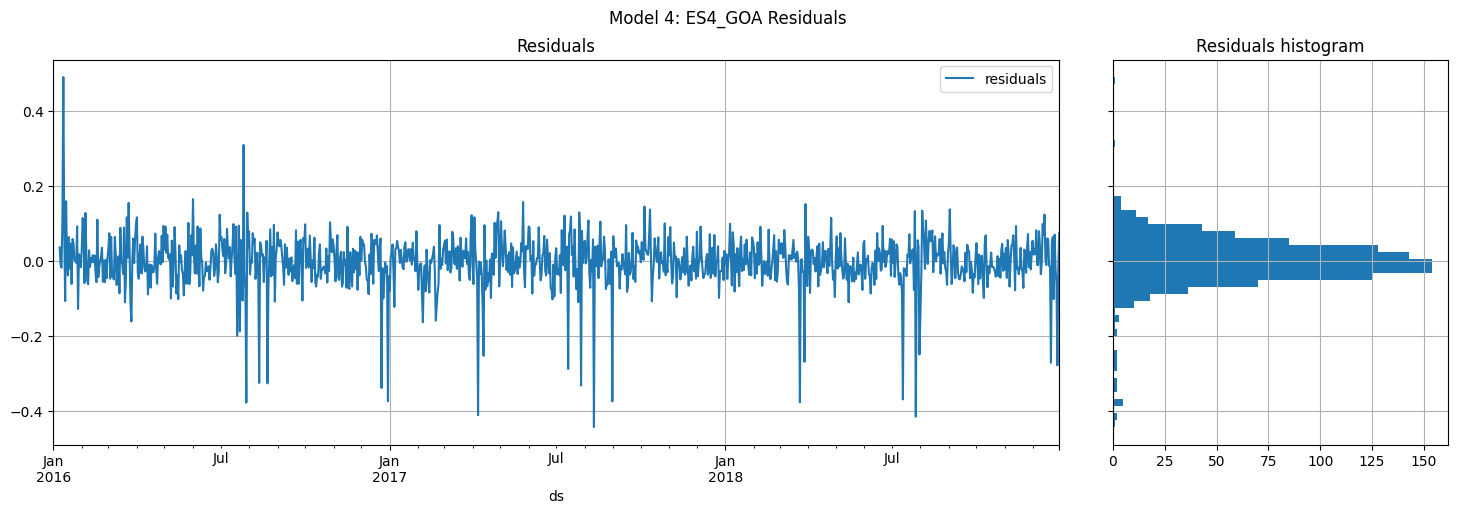 Model 4: ES4_GOA Residuals
Residuals
residuals
0.4
0.2
0.0
−0.2
−0.4
Jan
2016
Jul
Jan
2017
Jul
Jan
2018
Jul
ds
Residuals histogram
0 25 50 75 100 125 150